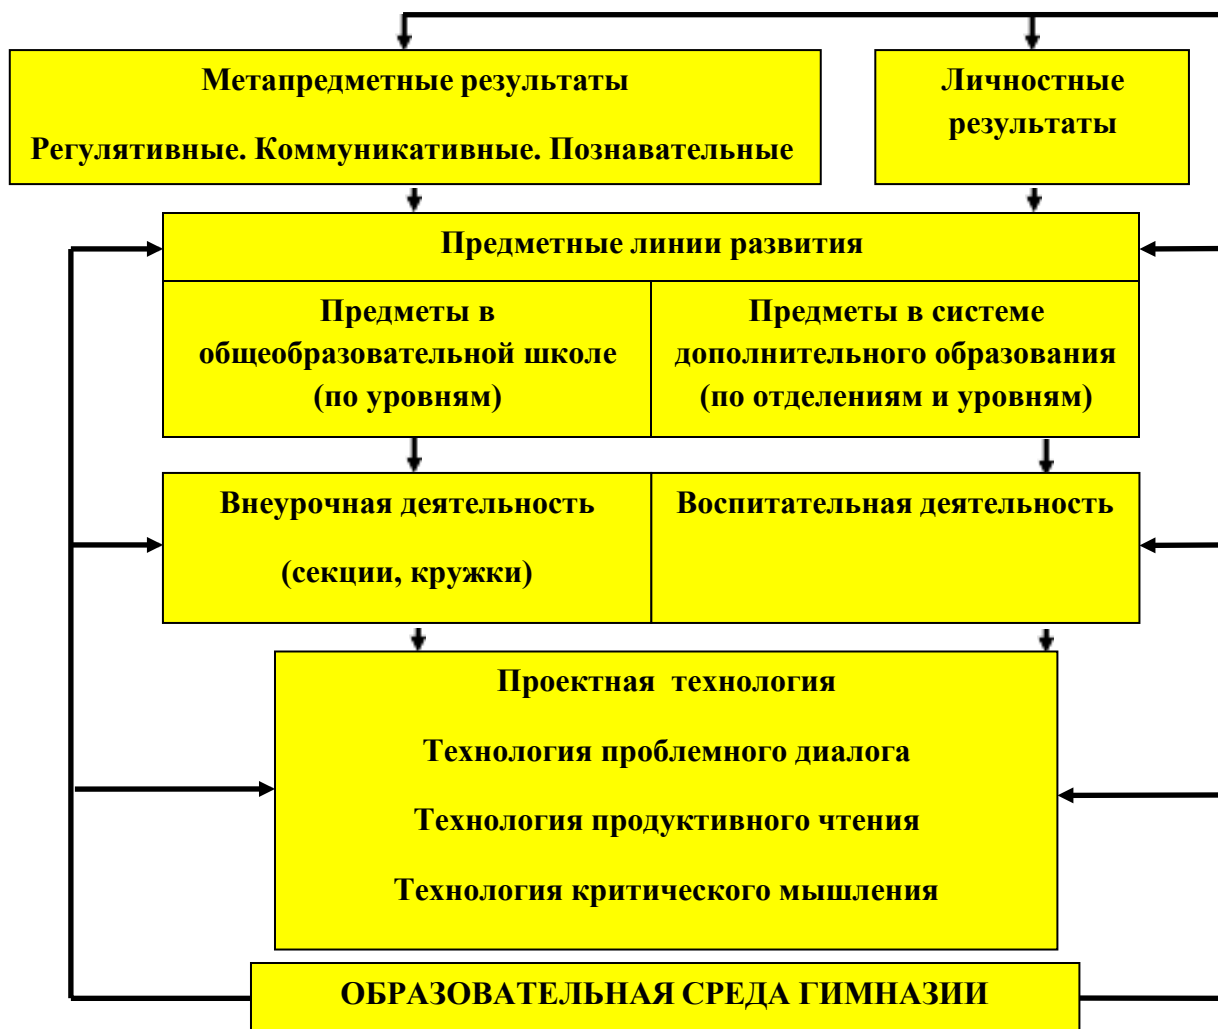 Метапредметные результаты
Регулятивные. Коммуникативные. Познавательные
Личностные
результаты
Предметные линии развития
Предметы в
общеобразовательной школе
(по уровням)
Предметы в системе
дополнительного образования
(по отделениям и уровням)
Внеурочная деятельность
(секции, кружки)
Воспитательная деятельность
Проектная технология
Технология проблемного диалога
Технология продуктивного чтения
Технология критического мышления
ОБРАЗОВАТЕЛЬНАЯ СРЕДА ГИМНАЗИИ